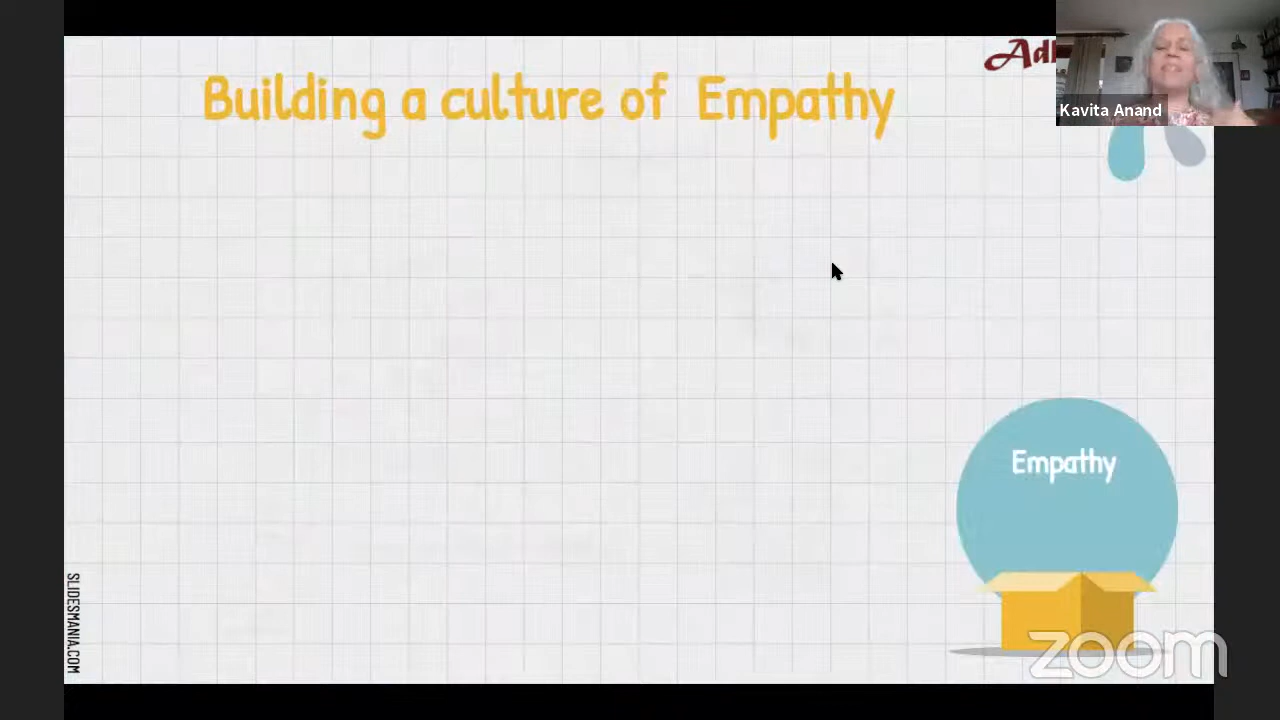 Building a culture of Empathy
Kavita Anand
Empathy
SLIDESMANIA.COM
zoom